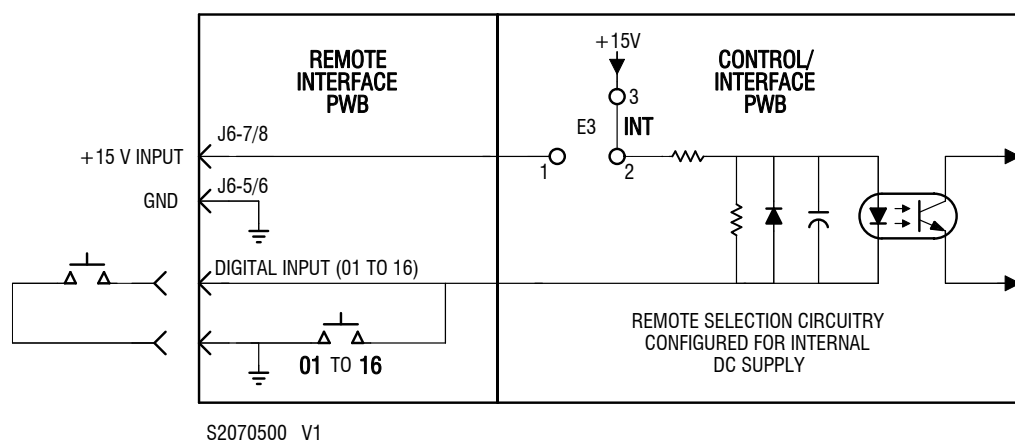 REMOTE
INTERFACE
PWB
+15V
CONTROL/
INTERFACE
PWB
3
E3
INT
J6-7/8
+15 V INPUT
1
2
J6-5/6
GND
DIGITAL INPUT (01 TO 16)
01 TO 16
REMOTE SELECTION CIRCUITRY
CONFIGURED FOR INTERNAL
DC SUPPLY
S2070500 V1